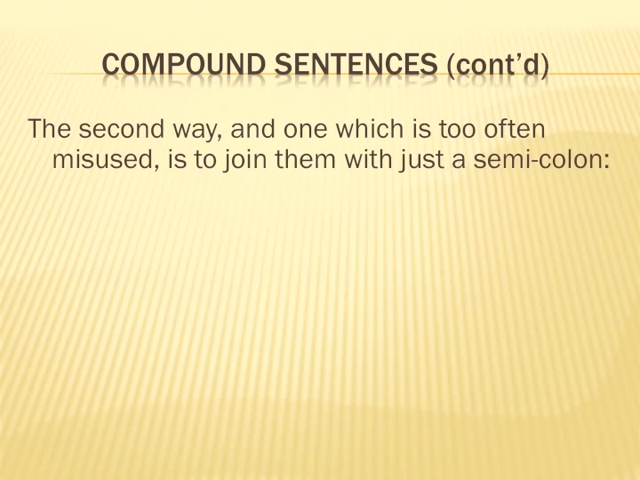 COMPOUND SENTENCES (cont’d)
The second way, and one which is too often
misused, is to join them with just a semi-colon: